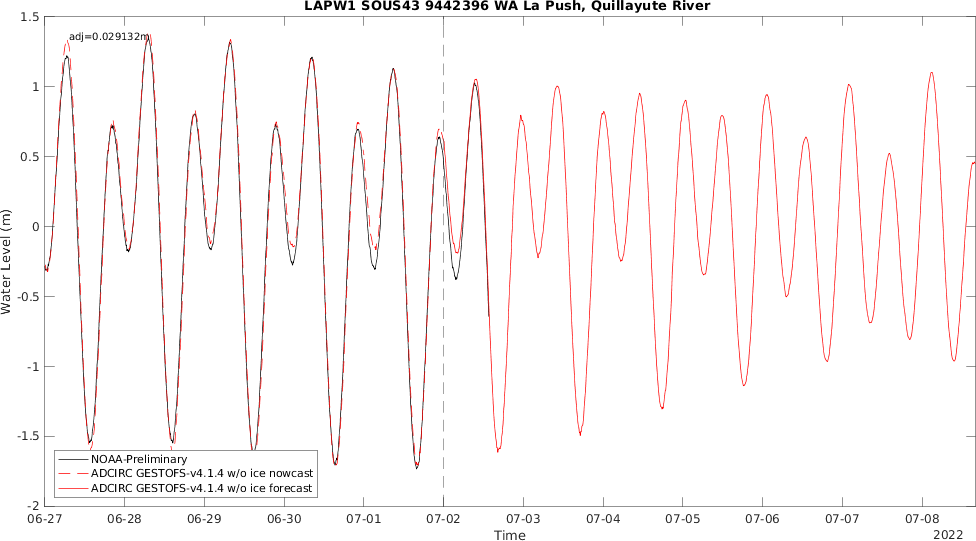 LAPW1 SOUS43 9442396 WA La Push, Quillayute River
adj=0.029132m
1.5
1
0.5
0
-0.5
-1
-1.5
-2
Water Level (m)
NOAA-Preliminary
ADCIRC GESTOFS-v4.1.4 w/o ice nowcast
ADCIRC GESTOFS-v4.1.4 w/o ice forecast
06-27 06-28 06-29 06-30 07-01 07-02 07-03 07-04 07-05 07-06 07-07 07-08
Time
2022